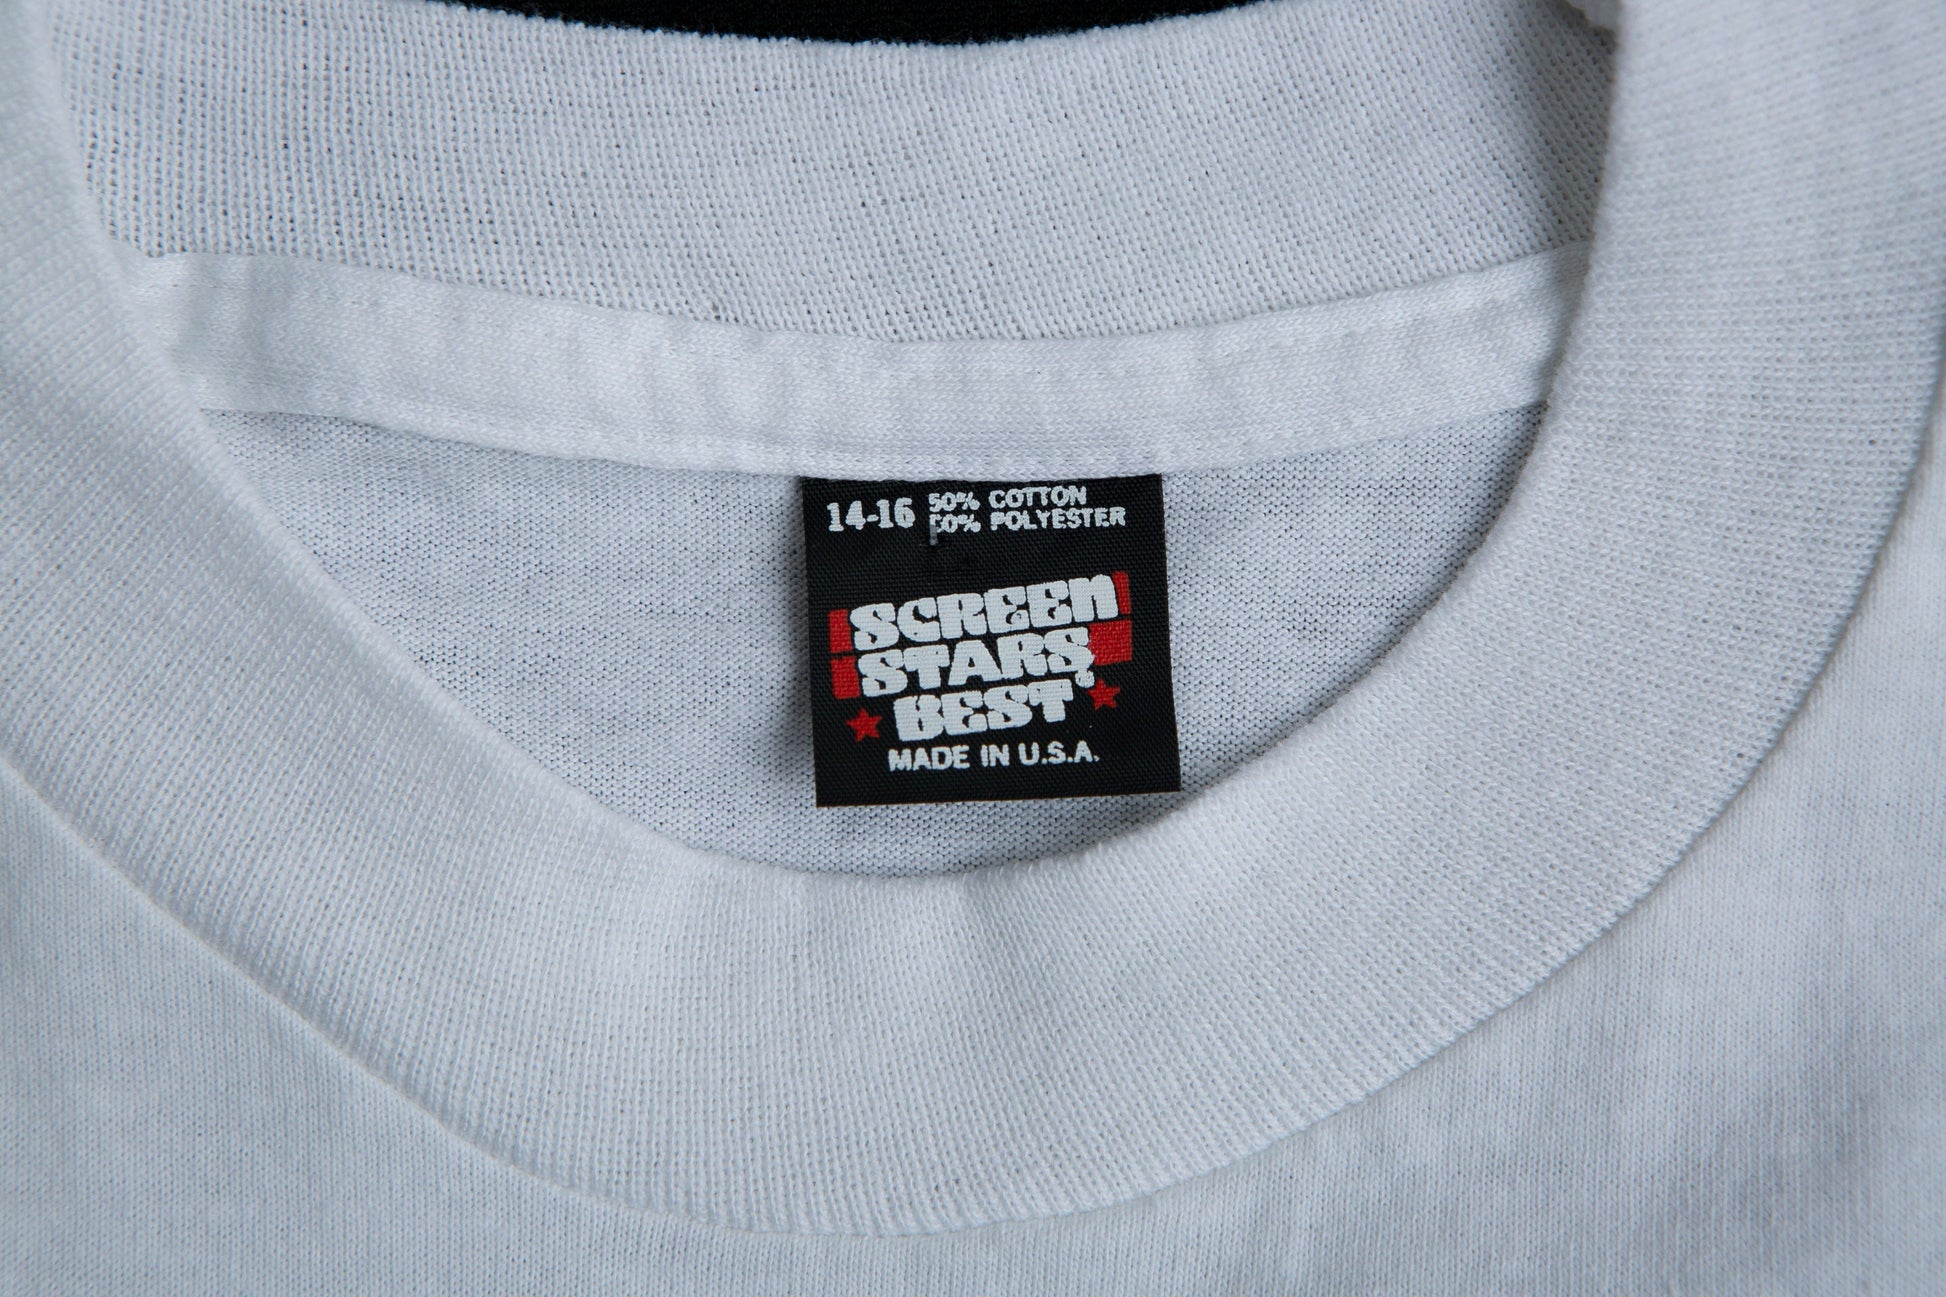 14-16 50% COTTON
50% POLYESTER
SCREEN
STARS
BEST
MADE IN U.S.A.